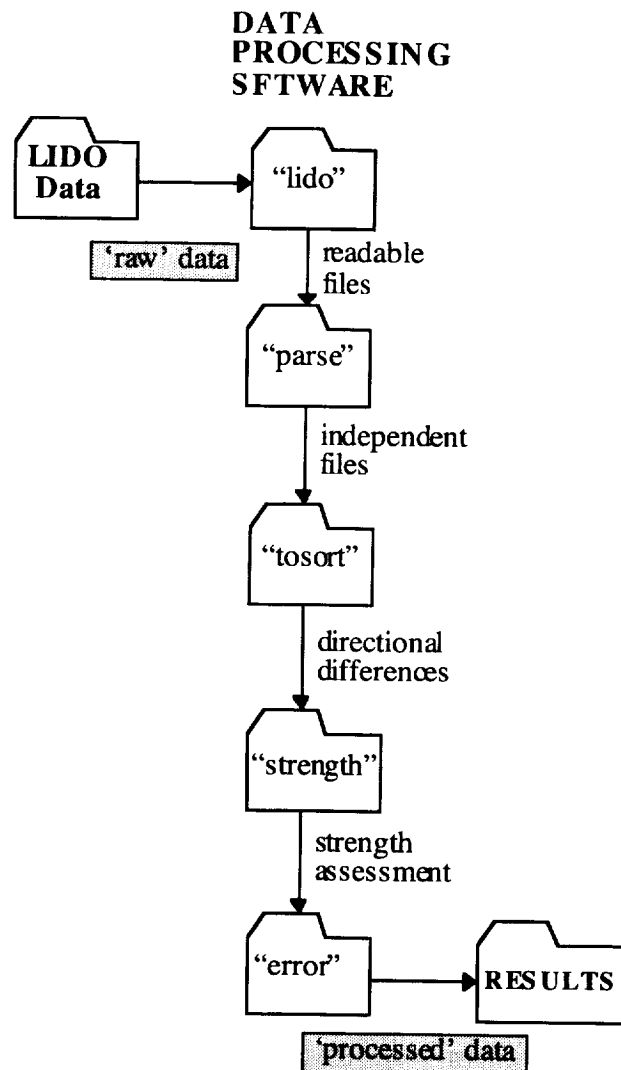 DATA
PROCESSING
SFTWARE
LIDO
Data
“lido”
‘raw’ data
readable
files
“parse”
independent
files
“tosort”
directional
differences
“strength”
strength
assessment
“error”
RESULTS
‘processed’ data